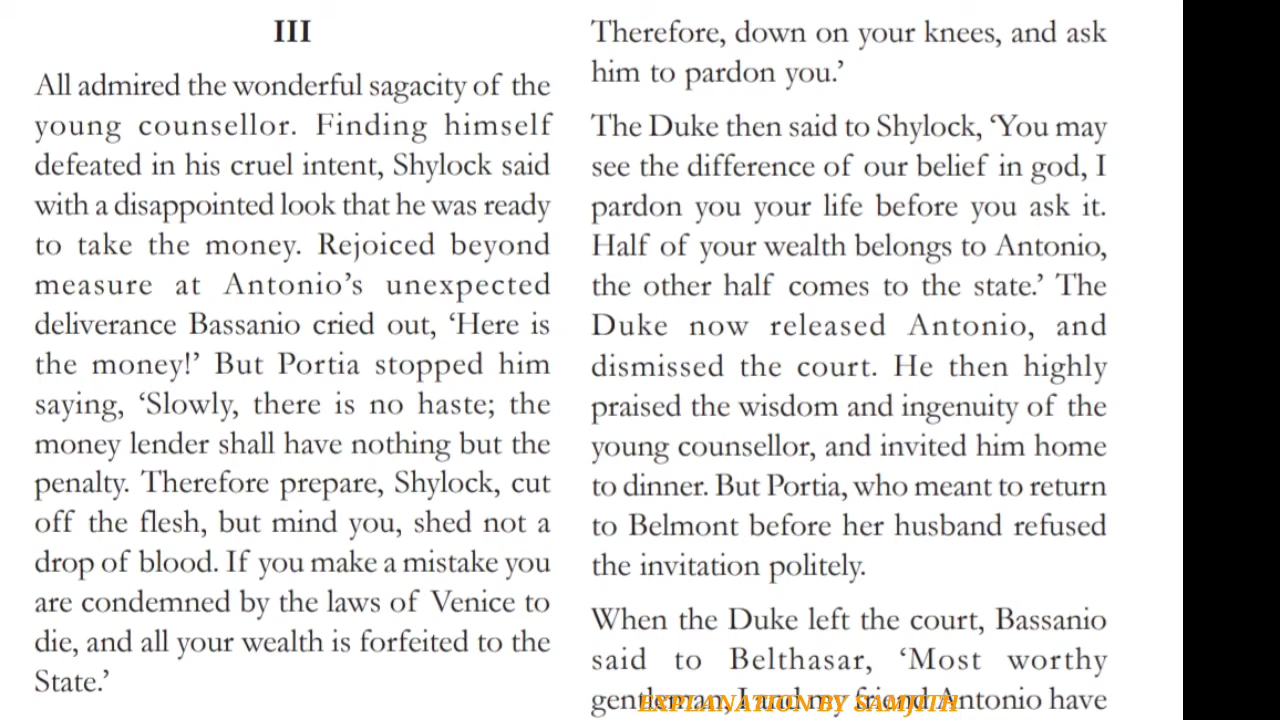 III
All admired the wonderful sagacity of the
young counsellor. Finding himself
defeated in his cruel intent, Shylock said
with a disappointed look that he was ready
to take the money. Rejoiced beyond
measure at Antonio’s unexpected
deliverance Bassanio cried out, ‘Here is
the money!’ But Portia stopped him
saying, ‘Slowly, there is no haste; the
money lender shall have nothing but the
penalty. Therefore prepare, Shylock, cut
off the flesh, but mind you, shed not a
drop of blood. If you make a mistake you
are condemned by the laws of Venice to
die, and all your wealth is forfeited to the
State.’
Therefore, down on your knees, and ask
him to pardon you.’
The Duke then said to Shylock, ‘You may
see the difference of our belief in god, I
pardon you your life before you ask it.
Half of your wealth belongs to Antonio,
the other half comes to the state.’ The
Duke now released Antonio, and
dismissed the court. He then highly
praised the wisdom and ingenuity of the
young counsellor, and invited him home
to dinner. But Portia, who meant to return
to Belmont before her husband refused
the invitation politely.
When the Duke left the court, Bassanio
said to Belthasar, ‘Most worthy
gentleman, I and my friend Antonio have
EXPLANATION BY SAMJITH